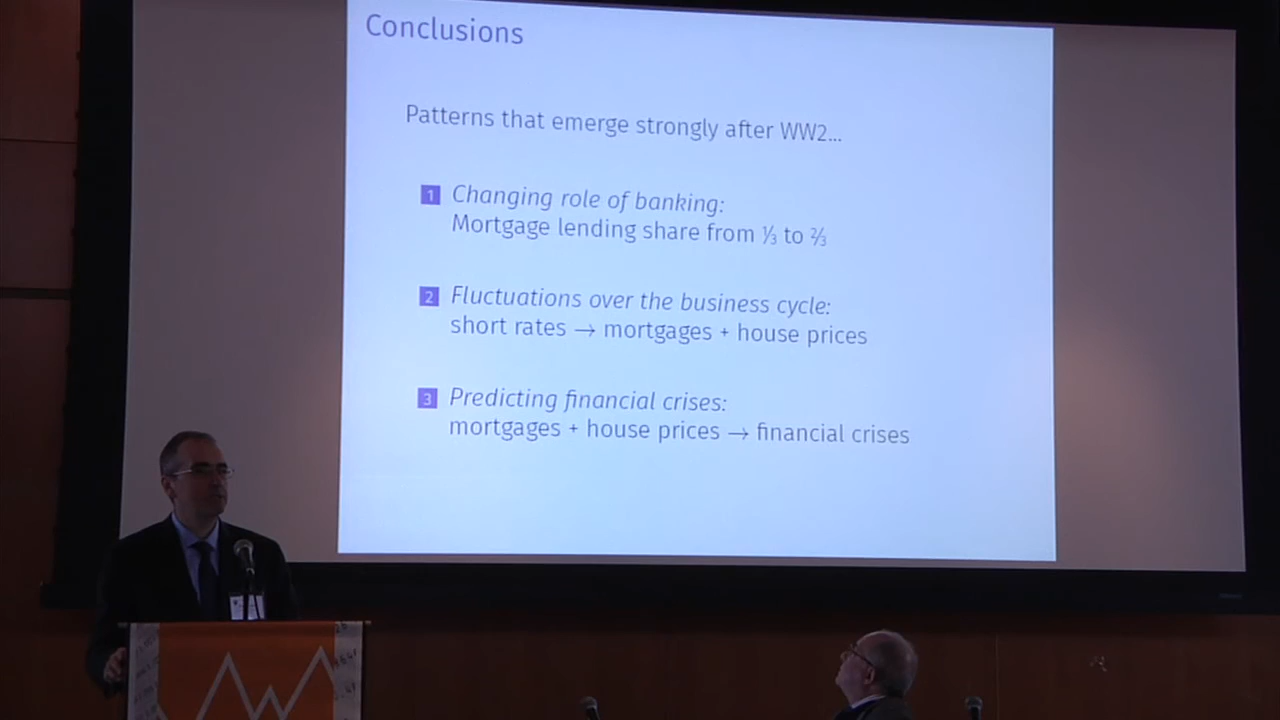 Conclusions
Patterns that emerge strongly after WW2...
1 Changing role of banking:
Mortgage lending share from ⅓ to ⅔
2 Fluctuations over the business cycle:
short rates → mortgages + house prices
3 Predicting financial crises:
mortgages + house prices → financial crises